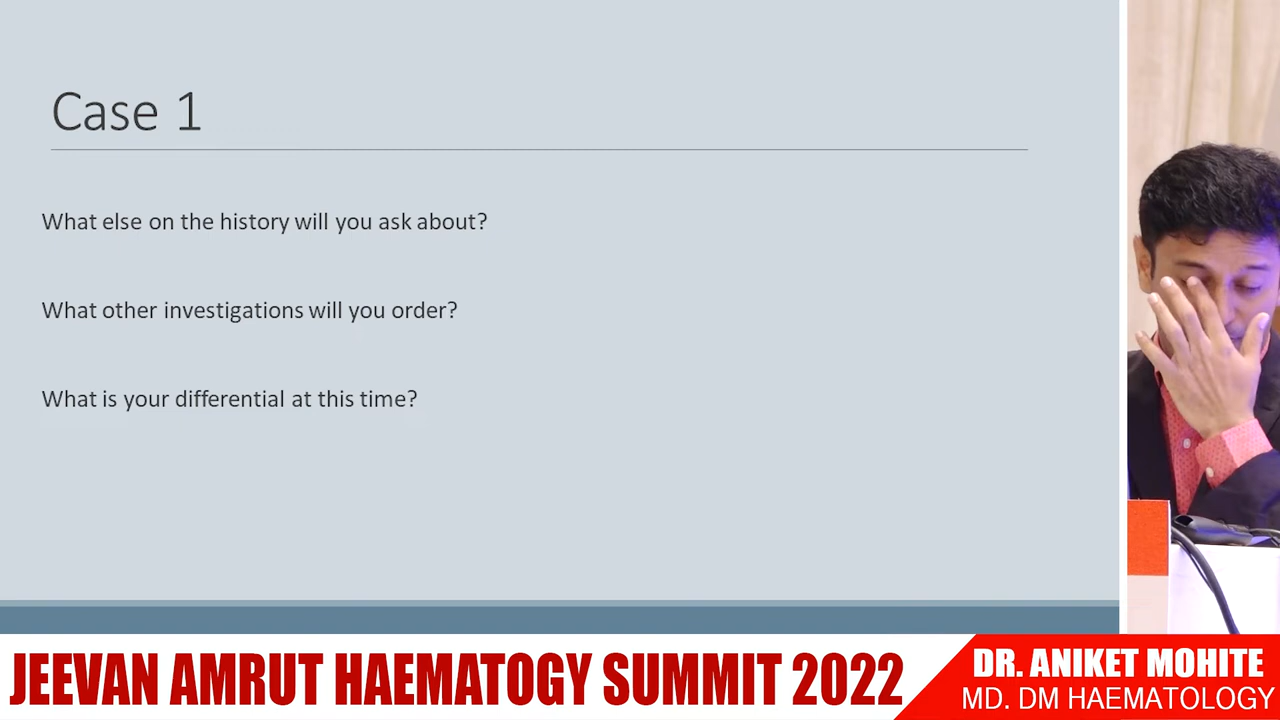 Case 1
What else on the history will you ask about?
What other investigations will you order?
What is your differential at this time?
JEEVAN AMRUT HAEMATOGY SUMMIT 2022
DR. ANIKET MOHITE
MD. DM HAEMATOLOGY